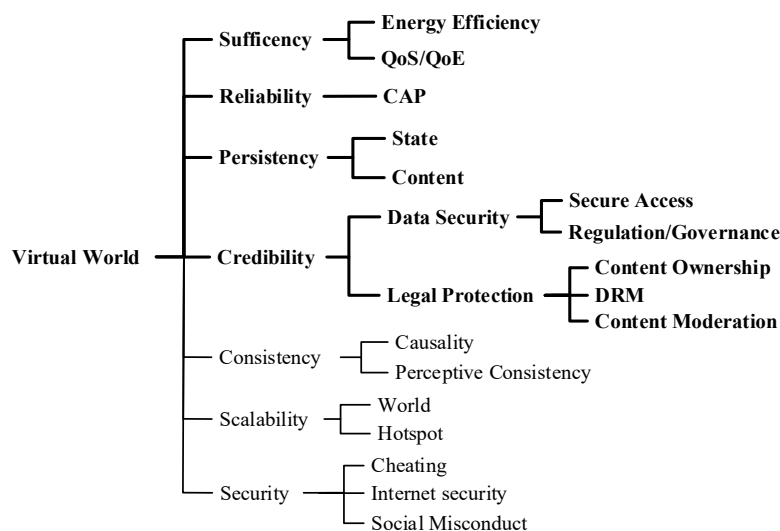 Virtual World
Sufficency
Energy Efficiency
QoS/QoE
Reliability
CAP
Persistency
State
Content
Credibility
Data Security
Secure Access
Regulation/Governance
Legal Protection
Content Ownership
DRM
Content Moderation
Consistency
Causality
Perceptive Consistency
Scalability
World
Hotspot
Security
Cheating
Internet security
Social Misconduct